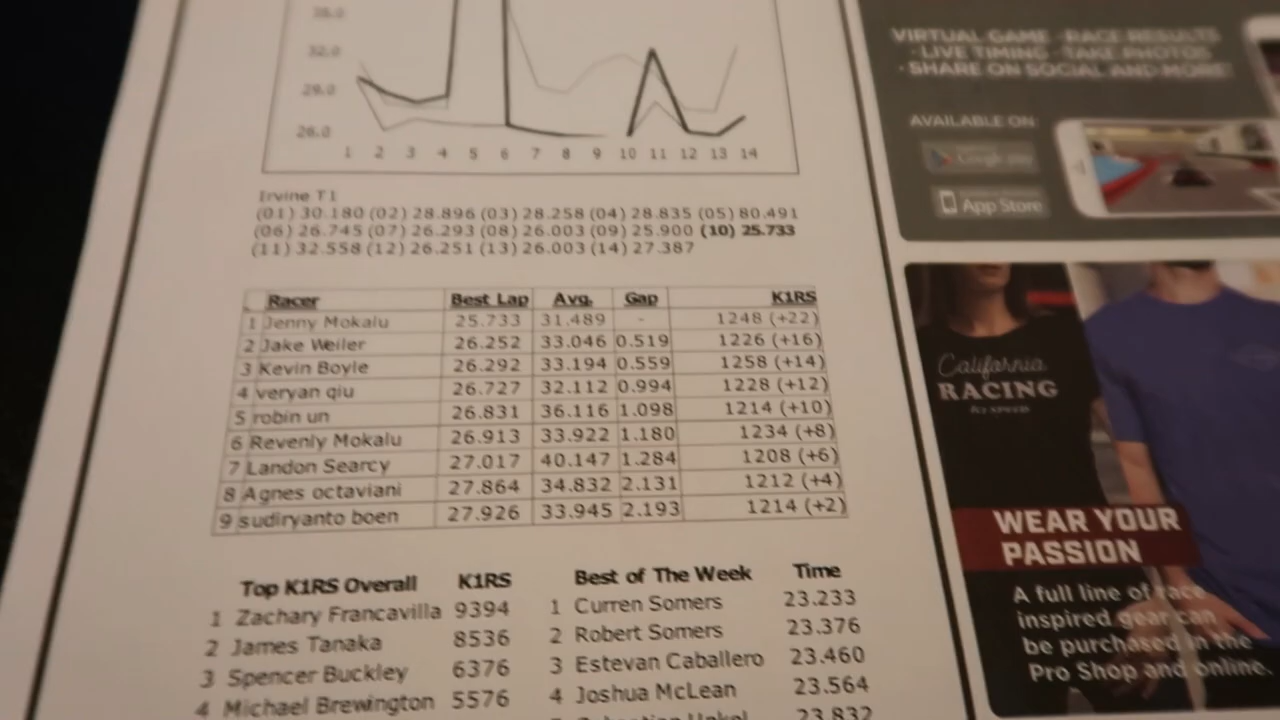 35.0
32.0
29.0
26.0
1 2 3 4 5 6 7 8 9 10 11 12 13 14
Irvine T1
(01) 30.180 (02) 28.896 (03) 28.258 (04) 28.835 (05) 80.491
(06) 26.745 (07) 26.293 (08) 26.003 (09) 25.900 (10) 25.733
(11) 32.558 (12) 26.251 (13) 26.003 (14) 27.387
Racer Best Lap Avg. Gap K1RS
1 Jenny Mokalu 25.733 31.489 - 1248 (+22)
2 Jake Weiler 26.252 33.046 0.519 1226 (+16)
3 Kevin Boyle 26.292 33.194 0.559 1258 (+14)
4 veryan qiu 26.727 32.112 0.994 1228 (+12)
5 robin un 26.831 36.116 1.098 1214 (+10)
6 Revenly Mokalu 26.913 33.922 1.180 1234 (+8)
7 Landon Searcy 27.017 40.147 1.284 1208 (+6)
8 Agnes octaviani 27.864 34.832 2.131 1212 (+4)
9 sudiryanto boen 27.926 33.945 2.193 1214 (+2)
Top K1RS Overall K1RS
1 Zachary Francavilla 9394
2 James Tanaka 8536
3 Spencer Buckley 6376
4 Michael Brewington 5576
Best of The Week Time
1 Curren Somers 23.233
2 Robert Somers 23.376
3 Estevan Caballero 23.460
4 Joshua McLean 23.564
23.832
VIRTUAL GAME · RACE RESULTS
· LIVE TIMING · TAKE PHOTOS
· SHARE ON SOCIAL AND MORE
AVAILABLE ON:
Google play
App Store
California
RACING
WEAR YOUR
PASSION
A full line of race
inspired gear can
be purchased in the
Pro Shop and online.